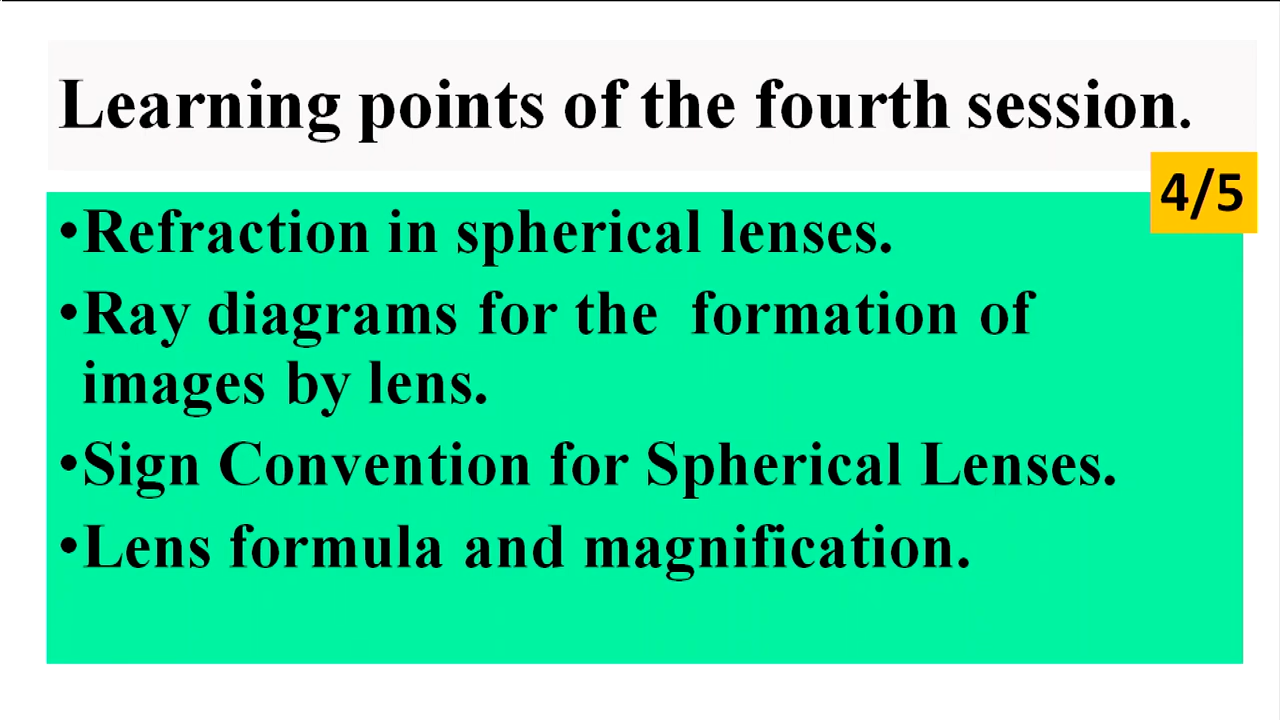 Learning points of the fourth session.
4/5
•Refraction in spherical lenses.
•Ray diagrams for the  formation of
images by lens.
•Sign Convention for Spherical Lenses.
•Lens formula and magnification.